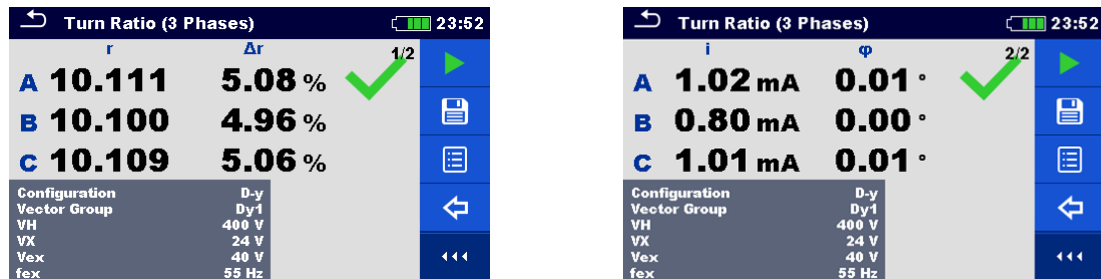 Turn Ratio (3 Phases) 23:52
r Δr 1/2
A 10.111 5.08 %
B 10.100 4.96 %
C 10.109 5.06 %
Configuration D-y
Vector Group Dy1
VH 400 V
VX 24 V
Vex 40 V
fex 55 Hz
Turn Ratio (3 Phases) 23:52
i φ 2/2
A 1.02 mA 0.01 °
B 0.80 mA 0.00 °
C 1.01 mA 0.01 °
Configuration D-y
Vector Group Dy1
VH 400 V
VX 24 V
Vex 40 V
fex 55 Hz